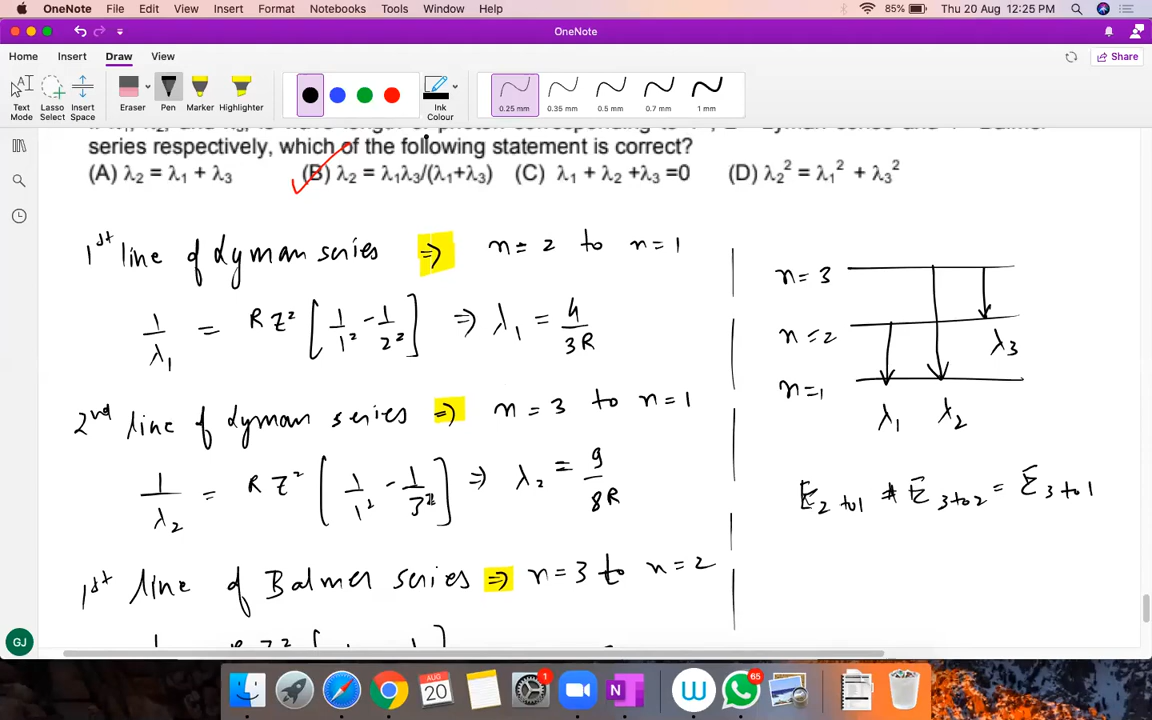 OneNote File Edit View Insert Format Notebooks Tools Window Help 85% Thu 20 Aug 12:25 PM
OneNote
Home Insert Draw View Share
Text Mode Lasso Select Insert Space Eraser Pen Marker Highlighter Ink Colour 0.25 mm 0.35 mm 0.5 mm 0.7 mm 1 mm
series respectively, which of the following statement is correct?
(A) λ₂ = λ₁ + λ₃ (B) λ₂ = λ₁λ₃/(λ₁+λ₃) (C) λ₁ + λ₂ +λ₃ =0 (D) λ₂² = λ₁² + λ₃²
1st line of Lyman series ⇒ n = 2 to n = 1
1/λ₁ = RZ² [1/1² - 1/2²] ⇒ λ₁ = 4/3R
2nd line of Lyman series ⇒ n = 3 to n = 1
1/λ₂ = RZ² [1/1² - 1/3²] ⇒ λ₂ = 9/8R
1st line of Balmer series ⇒ n = 3 to n = 2
n = 3
n = 2
λ₃
n = 1
λ₁ λ₂
E₂ to 1 + E₃ to 2 = E₃ to 1
GJ
AUG 20
1
N
W
65